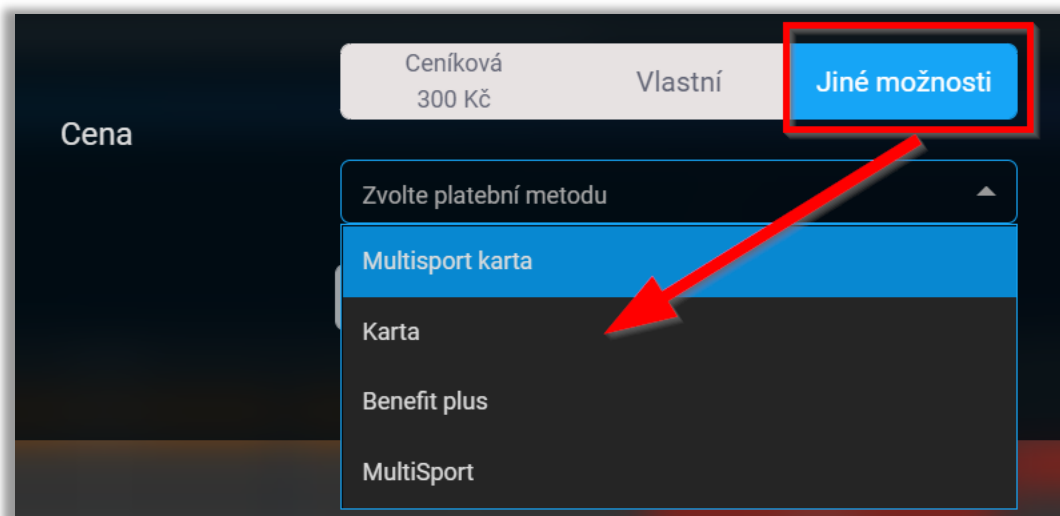 Ceníková
300 Kč
Vlastní
Jiné možnosti
Cena
Zvolte platební metodu
Multisport karta
Karta
Benefit plus
MultiSport